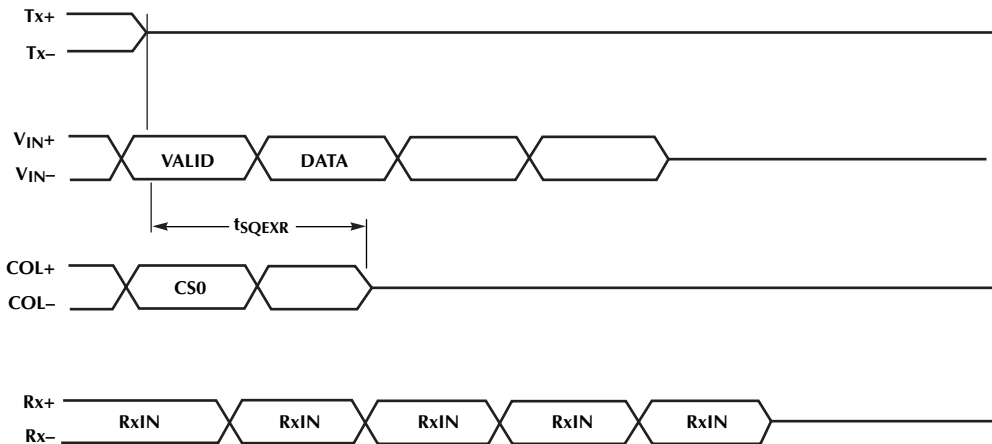 Tx+
Tx–
VIN+
VIN–
VALID DATA
tSQEXR
COL+
COL–
CS0
Rx+
Rx–
RxIN RxIN RxIN RxIN RxIN